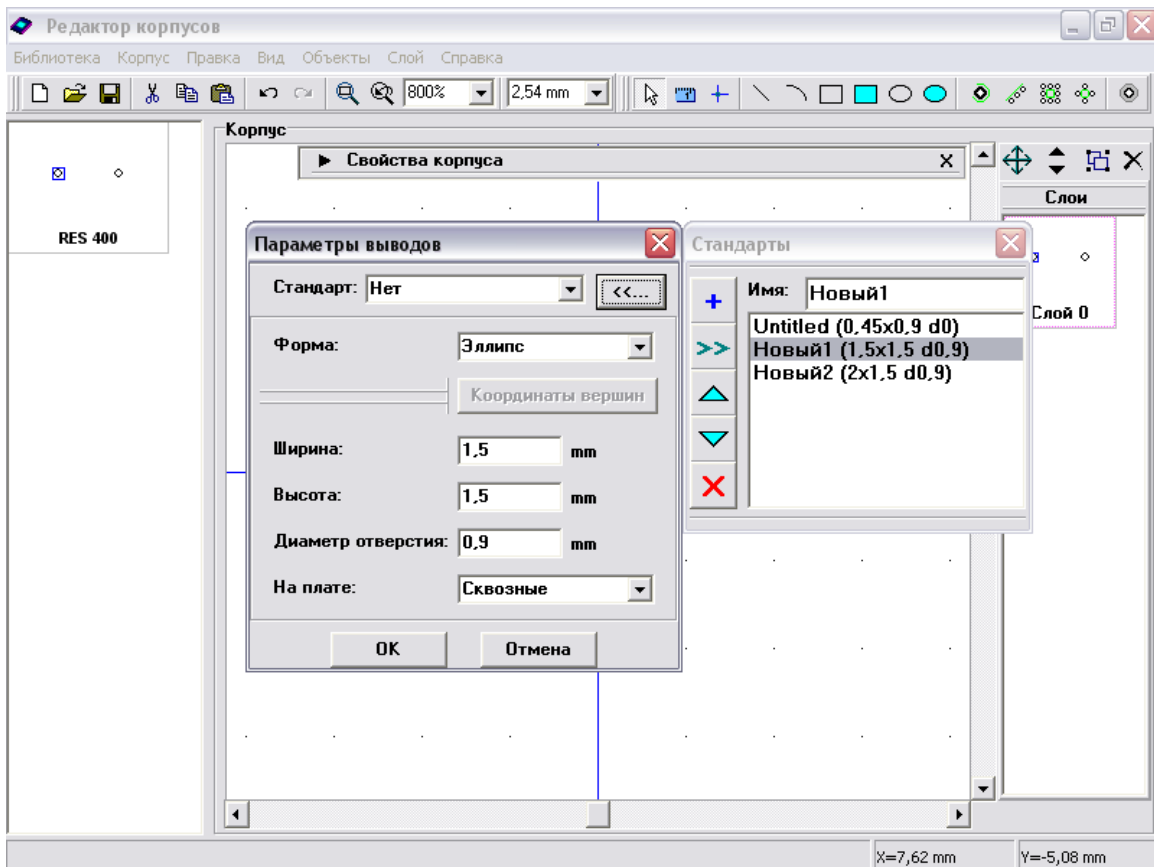 Редактор корпусов
Библиотека Корпус Правка Вид Объекты Слой Справка
800% 2,54 mm
Корпус
Свойства корпуса X
Слои
RES 400
Слой 0
Параметры выводов
Стандарт: Нет <<...
Форма: Эллипс
Координаты вершин
Ширина: 1,5 mm
Высота: 1,5 mm
Диаметр отверстия: 0,9 mm
На плате: Сквозные
OK Отмена
Стандарты
Имя: Новый1
Untitled (0,45x0,9 d0)
>> Новый1 (1,5x1,5 d0,9)
Новый2 (2x1,5 d0,9)
X=7,62 mm Y=-5,08 mm